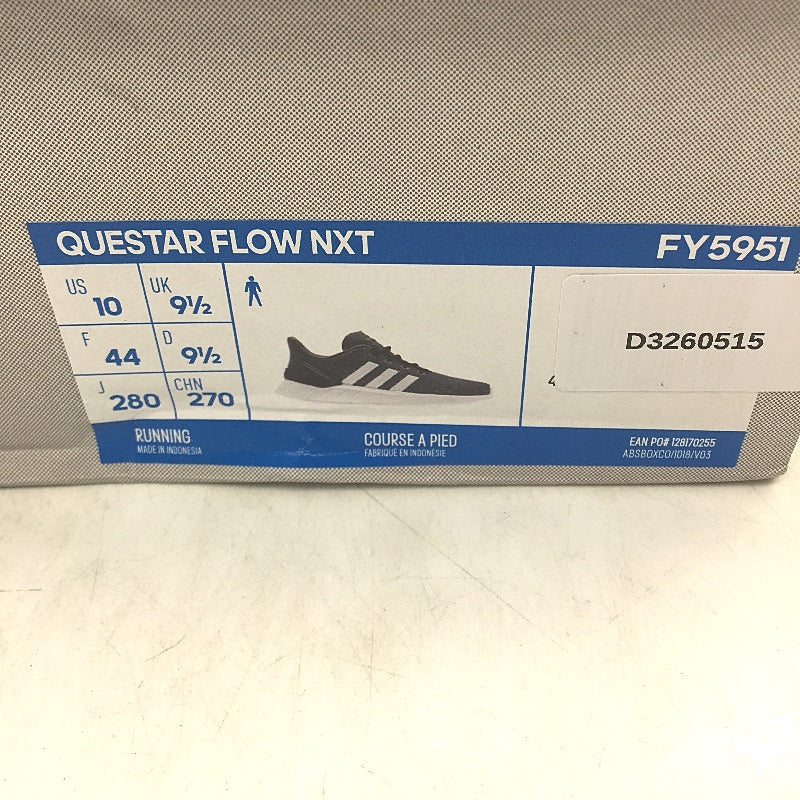 QUESTAR FLOW NXT FY5951
US 10 UK 9½
F 44 D 9½
J 280 CHN 270
D3260515
4
RUNNING
MADE IN INDONESIA
COURSE A PIED
FABRIQUÉ EN INDONÉSIE
EAN PO# 128170255
ABSBOXCO/1018/V03